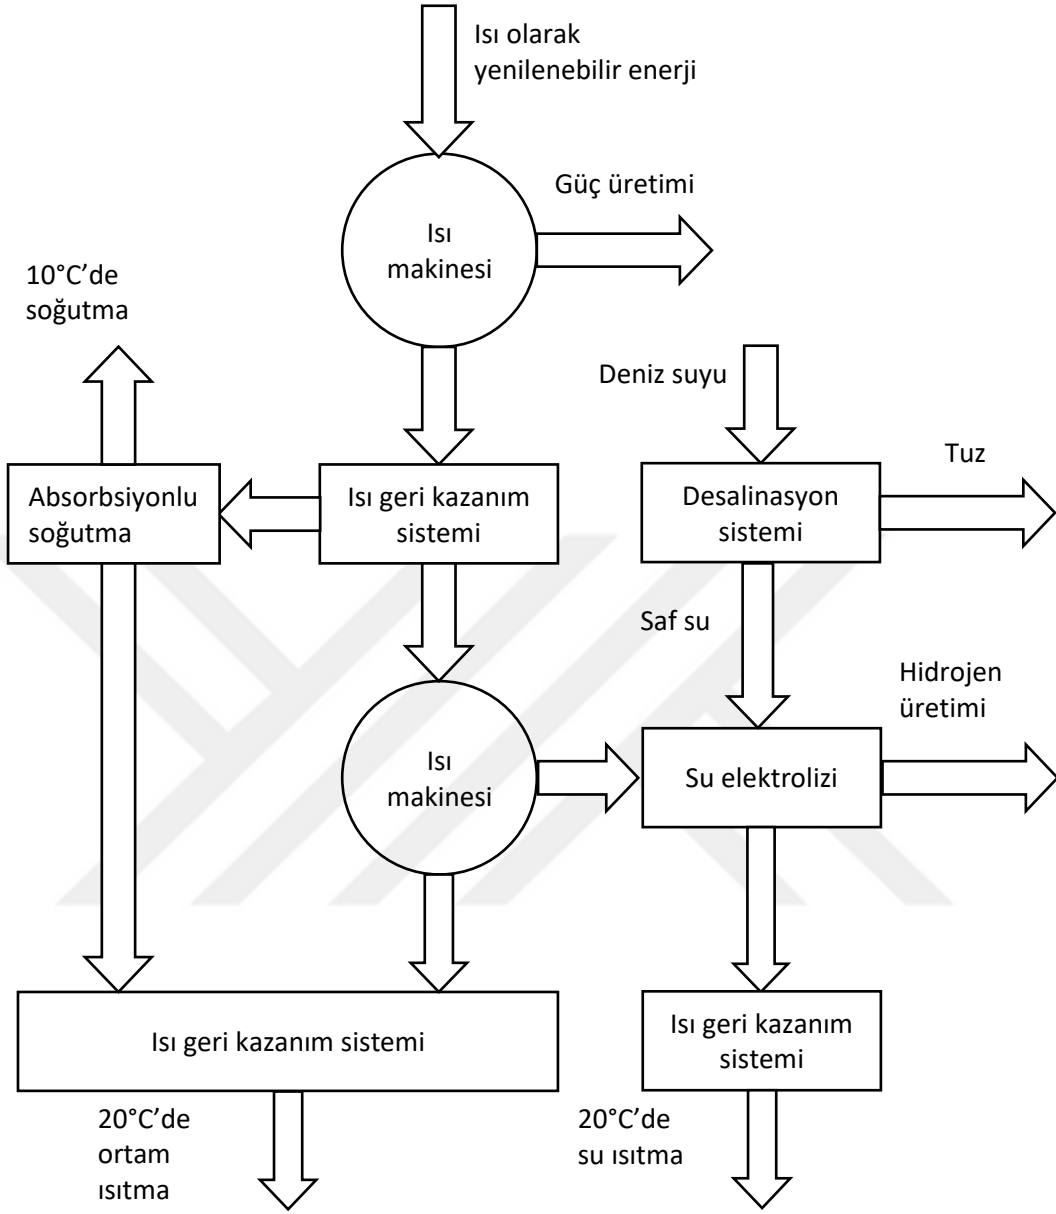 Isı olarak
yenilenebilir enerji
Isı
makinesi
Güç üretimi
10°C’de
soğutma
Deniz suyu
Absorbsiyonlu
soğutma
Isı geri kazanım
sistemi
Desalinasyon
sistemi
Tuz
Saf su
Hidrojen
üretimi
Isı
makinesi
Su elektrolizi
Isı geri kazanım sistemi
Isı geri kazanım
sistemi
20°C’de
ortam
ısıtma
20°C’de
su ısıtma